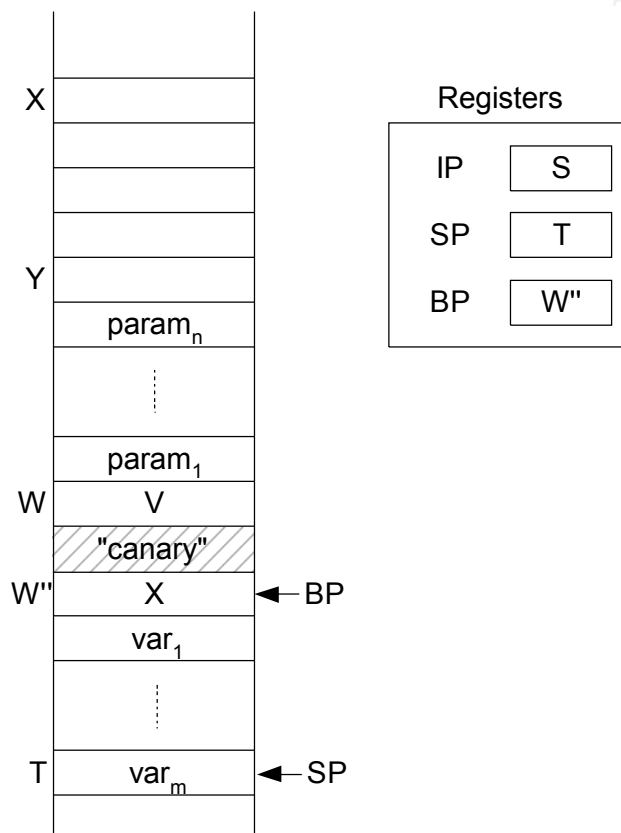 X
Registers
IP S
SP T
Y
BP W"
param_n
param_1
W V
"canary"
W" X BP
var_1
T var_m SP